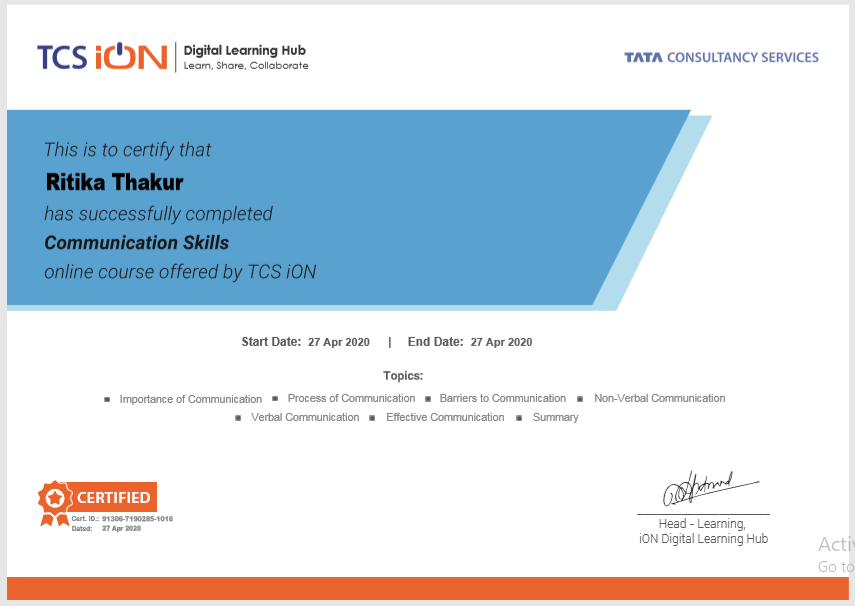 TCS iON
Digital Learning Hub
Learn, Share, Collaborate
TATA CONSULTANCY SERVICES
This is to certify that
Ritika Thakur
has successfully completed
Communication Skills
online course offered by TCS iON
Start Date: 27 Apr 2020 | End Date: 27 Apr 2020
Topics:
Importance of Communication ▪ Process of Communication ▪ Barriers to Communication ▪ Non-Verbal Communication
Verbal Communication ▪ Effective Communication ▪ Summary
CERTIFIED
Cert. ID.: 91306-7190285-1016
Dated: 27 Apr 2020
Head - Learning,
iON Digital Learning Hub
Activ
Go to